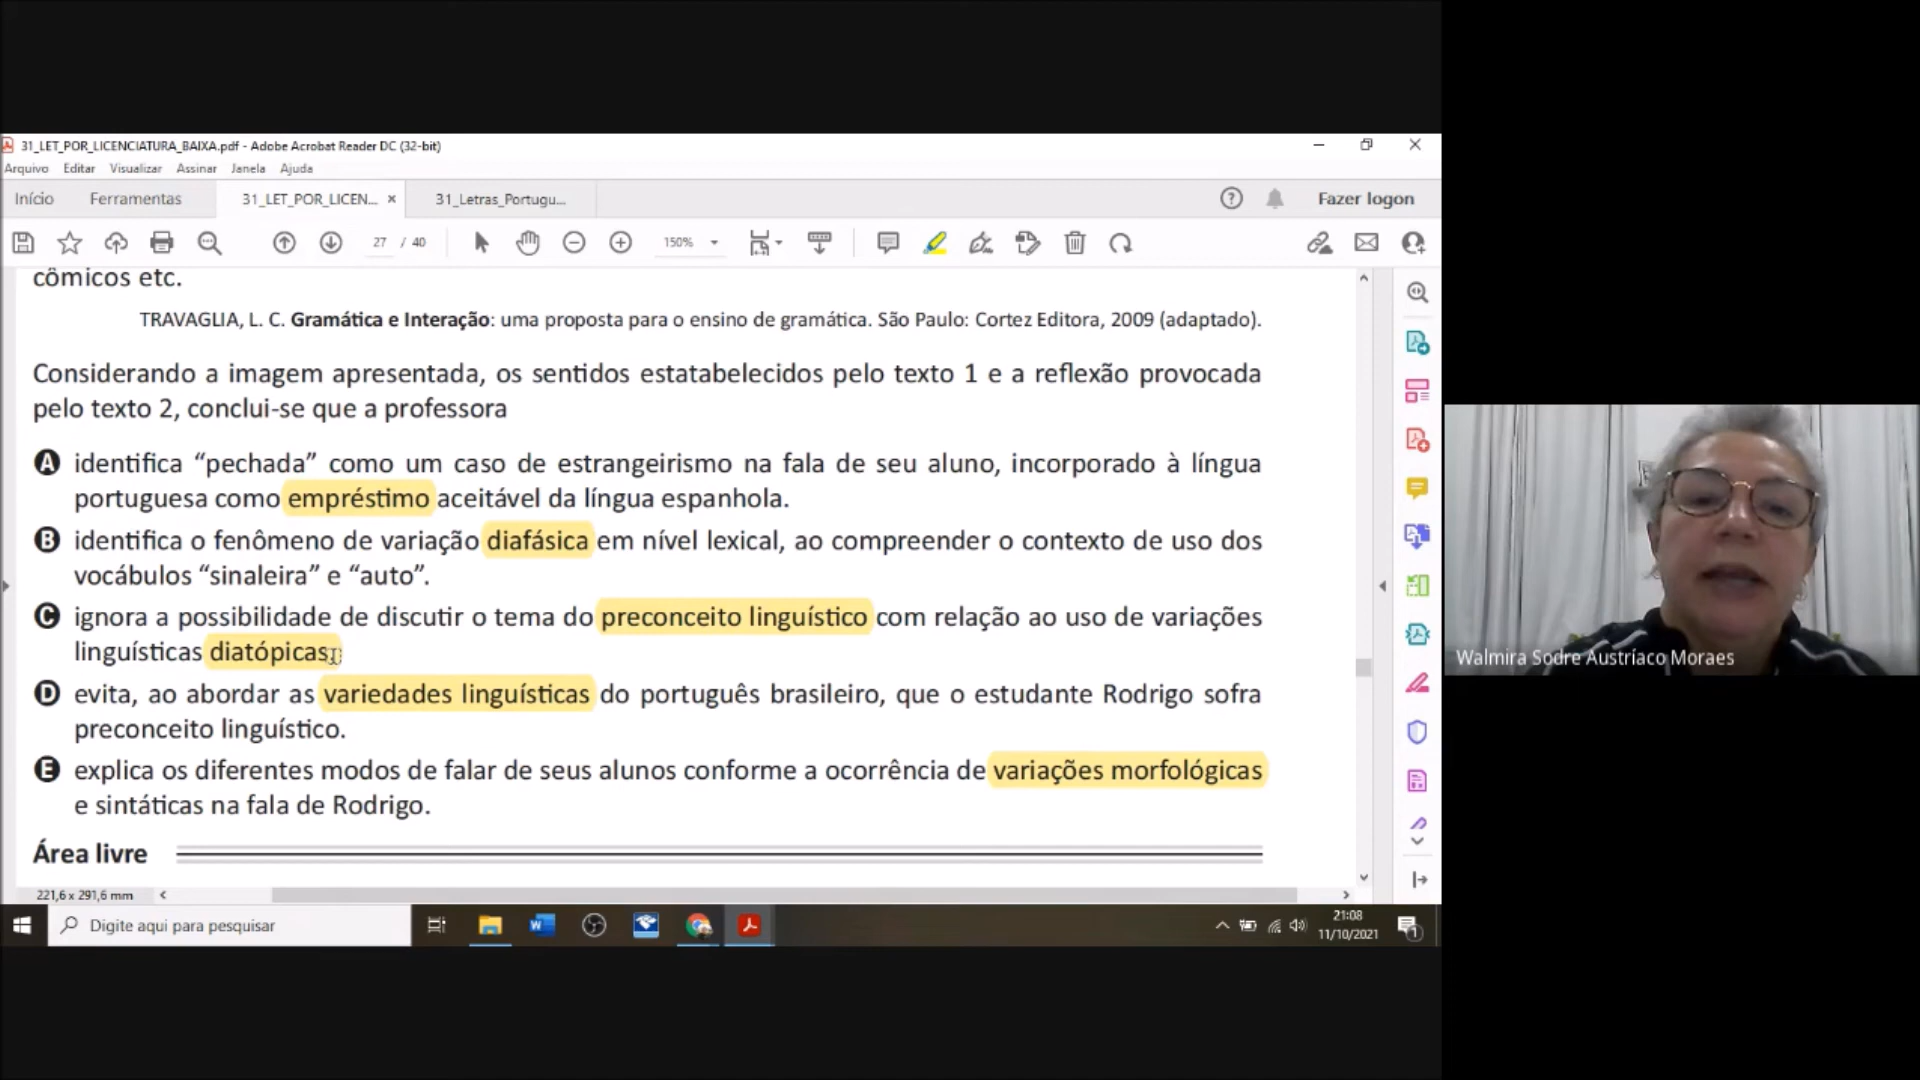 31_LET_POR_LICENCIATURA_BAIXA.pdf - Adobe Acrobat Reader DC (32-bit)
Arquivo Editar Visualizar Assinar Janela Ajuda
Início Ferramentas 31_LET_POR_LICEN... × 31_Letras_Portugu... Fazer logon
27 / 40 150%
cômicos etc.
TRAVAGLIA, L. C. Gramática e Interação: uma proposta para o ensino de gramática. São Paulo: Cortez Editora, 2009 (adaptado).
Considerando a imagem apresentada, os sentidos estatabelecidos pelo texto 1 e a reflexão provocada
pelo texto 2, conclui-se que a professora
A identifica “pechada” como um caso de estrangeirismo na fala de seu aluno, incorporado à língua
portuguesa como empréstimo aceitável da língua espanhola.
B identifica o fenômeno de variação diafásica em nível lexical, ao compreender o contexto de uso dos
vocábulos “sinaleira” e “auto”.
C ignora a possibilidade de discutir o tema do preconceito linguístico com relação ao uso de variações
linguísticas diatópicas.
D evita, ao abordar as variedades linguísticas do português brasileiro, que o estudante Rodrigo sofra
preconceito linguístico.
E explica os diferentes modos de falar de seus alunos conforme a ocorrência de variações morfológicas
e sintáticas na fala de Rodrigo.
Área livre
221,6 x 291,6 mm
Digite aqui para pesquisar
21:08
11/10/2021
1
Walmira Sodre Austríaco Moraes